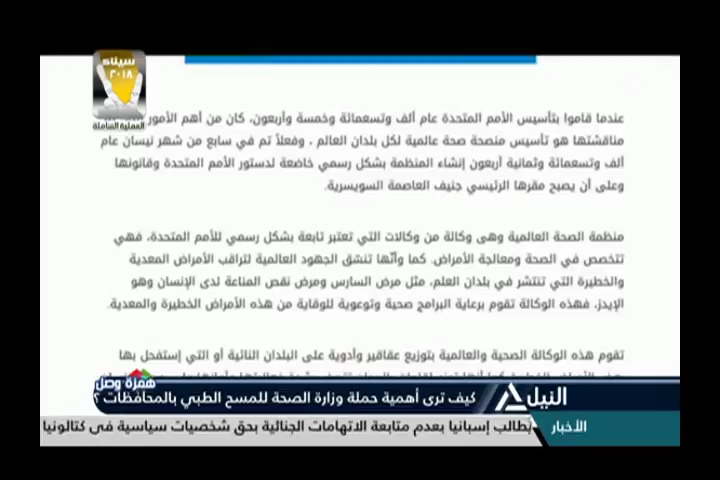 سيناء
٢٠١٨
العملية الشاملة
عندما قاموا بتأسيس الأمم المتحدة عام ألف وتسعمائة وخمسة وأربعون، كان من أهم الأمور
مناقشتها هو تأسيس منصحة صحة عالمية لكل بلدان العالم ، وفعلاً تم في سابع من شهر نيسان عام
ألف وتسعمائة وثمانية أربعون إنشاء المنظمة بشكل رسمي خاضعة لدستور الأمم المتحدة وقانونها
وعلى أن يصبح مقرها الرئيسي جنيف العاصمة السويسرية.
منظمة الصحة العالمية وهى وكالة من وكالات التي تعتبر تابعة بشكل رسمي للأمم المتحدة، فهي
تتخصص في الصحة ومعالجة الأمراض. كما وأنّها تنسّق الجهود العالمية لتراقب الأمراض المعدية
والخطيرة التي تنتشر في بلدان العلم، مثل مرض السارس ومرض نقص المناعة لدى الإنسان وهو
الإيدز، فهذه الوكالة تقوم برعاية البرامج صحية وتوعوية للوقاية من هذه الأمراض الخطيرة والمعدية.
تقوم هذه الوكالة الصحية والعالمية بتوزيع عقاقير وأدوية على البلدان النائية أو التي إستفحل بها
همزة وصل
النيل
كيف ترى أهمية حملة وزارة الصحة للمسح الطبي بالمحافظات ؟
الأخبار
يطالب إسبانيا بعدم متابعة الاتهامات الجنائية بحق شخصيات سياسية فى كتالونيا